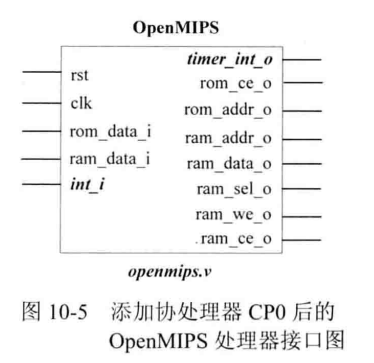 OpenMIPS
rst
clk
rom_data_i
ram_data_i
int_i
timer_int_o
rom_ce_o
rom_addr_o
ram_addr_o
ram_data_o
ram_sel_o
ram_we_o
ram_ce_o
openmips.v
图 10-5 添加协处理器 CP0 后的
OpenMIPS 处理器接口图